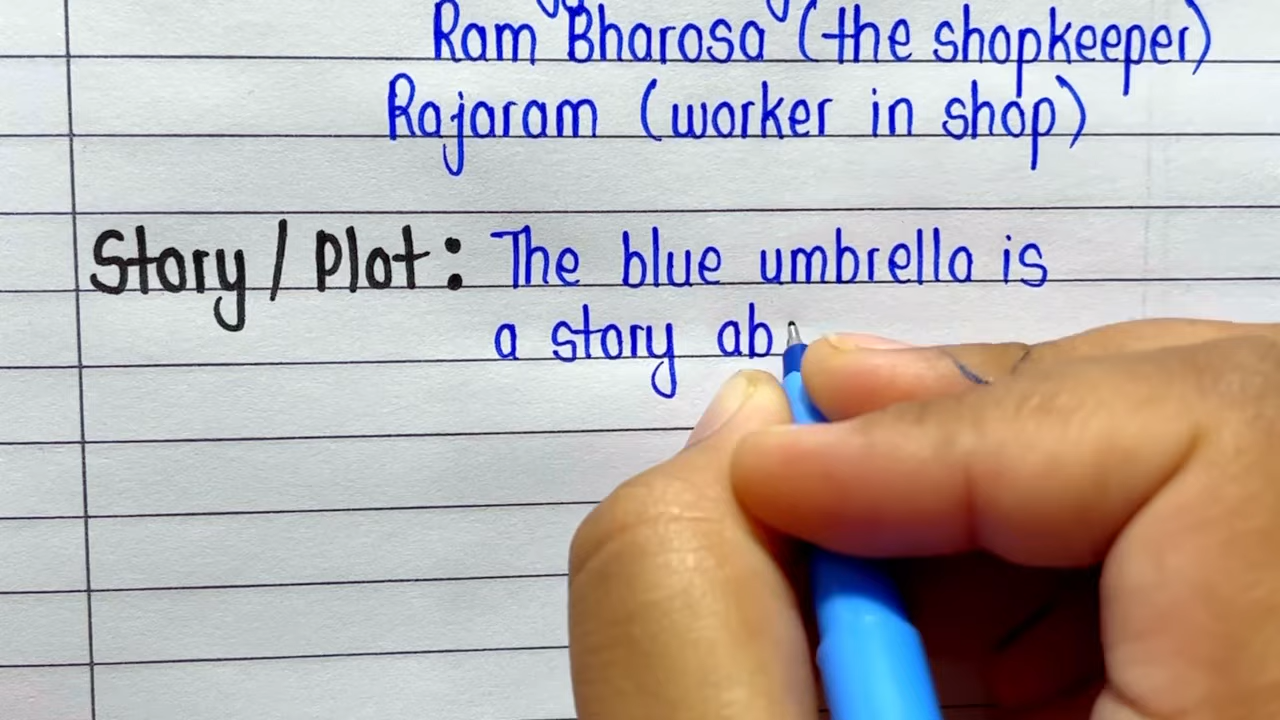 Ram Bharosa (the shopkeeper)
Rajaram (worker in shop)
Story / Plot: The blue umbrella is
a story ab